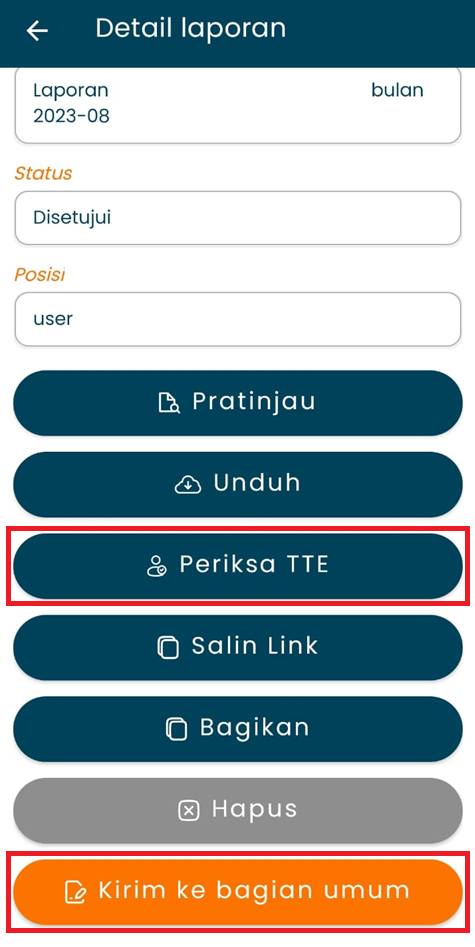 Detail laporan
Laporan bulan
2023-08
Status
Disetujui
Posisi
user
Pratinjau
Unduh
Periksa TTE
Salin Link
Bagikan
Hapus
Kirim ke bagian umum